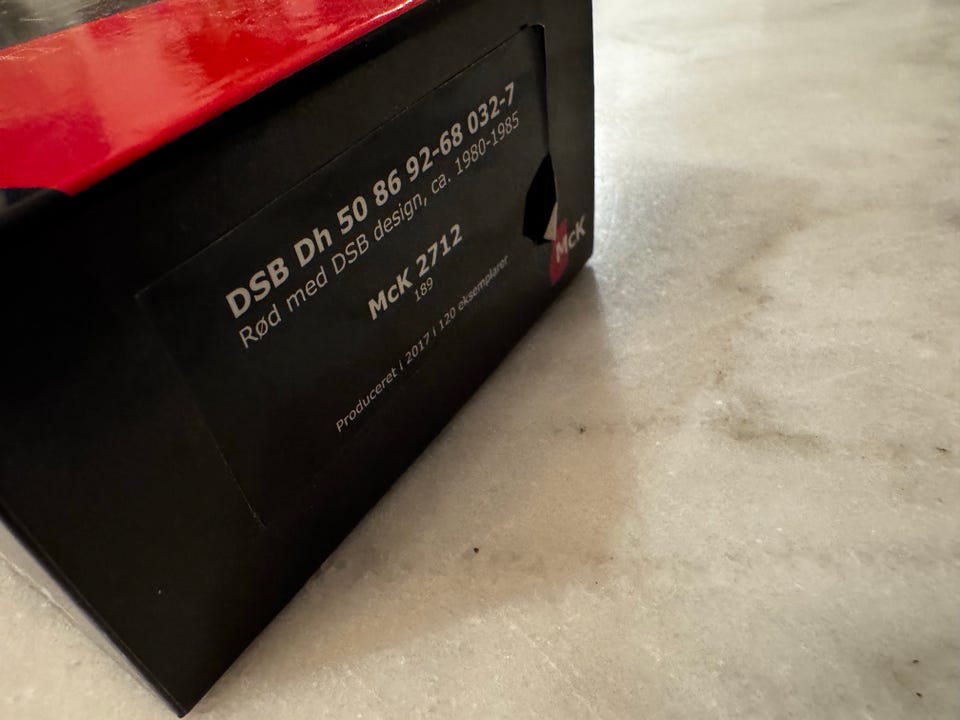 DSB Dh 50 86 92-68 032-7
Rød med DSB design, ca. 1980-1985
McK 2712
189
Produceret i 2017 | 120 eksemplarer
McK